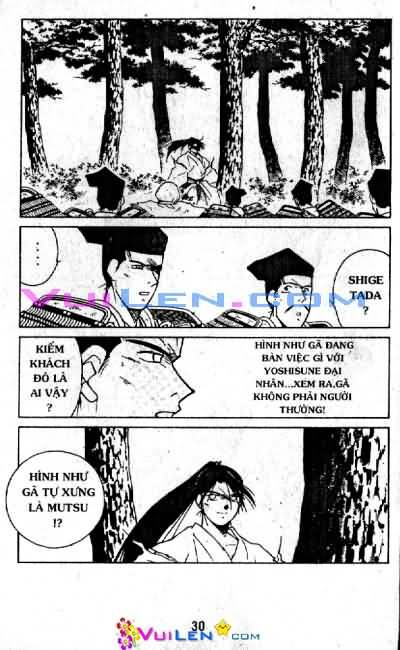 ....
SHIGE
TADA
?
VUILEN.COM
KIẾM
KHÁCH
ĐÓ LÀ
AI VẬY
?
HÌNH NHƯ GÃ ĐANG
BÀN VIỆC GÌ VỚI
YOSHISUNE ĐẠI
NHÂN...XEM RA,GÃ
KHÔNG PHẢI NGƯỜI
THƯỜNG!
HÌNH NHƯ
GÃ TỰ XƯNG
LÀ MUTSU
!?
30
VUILEN.COM